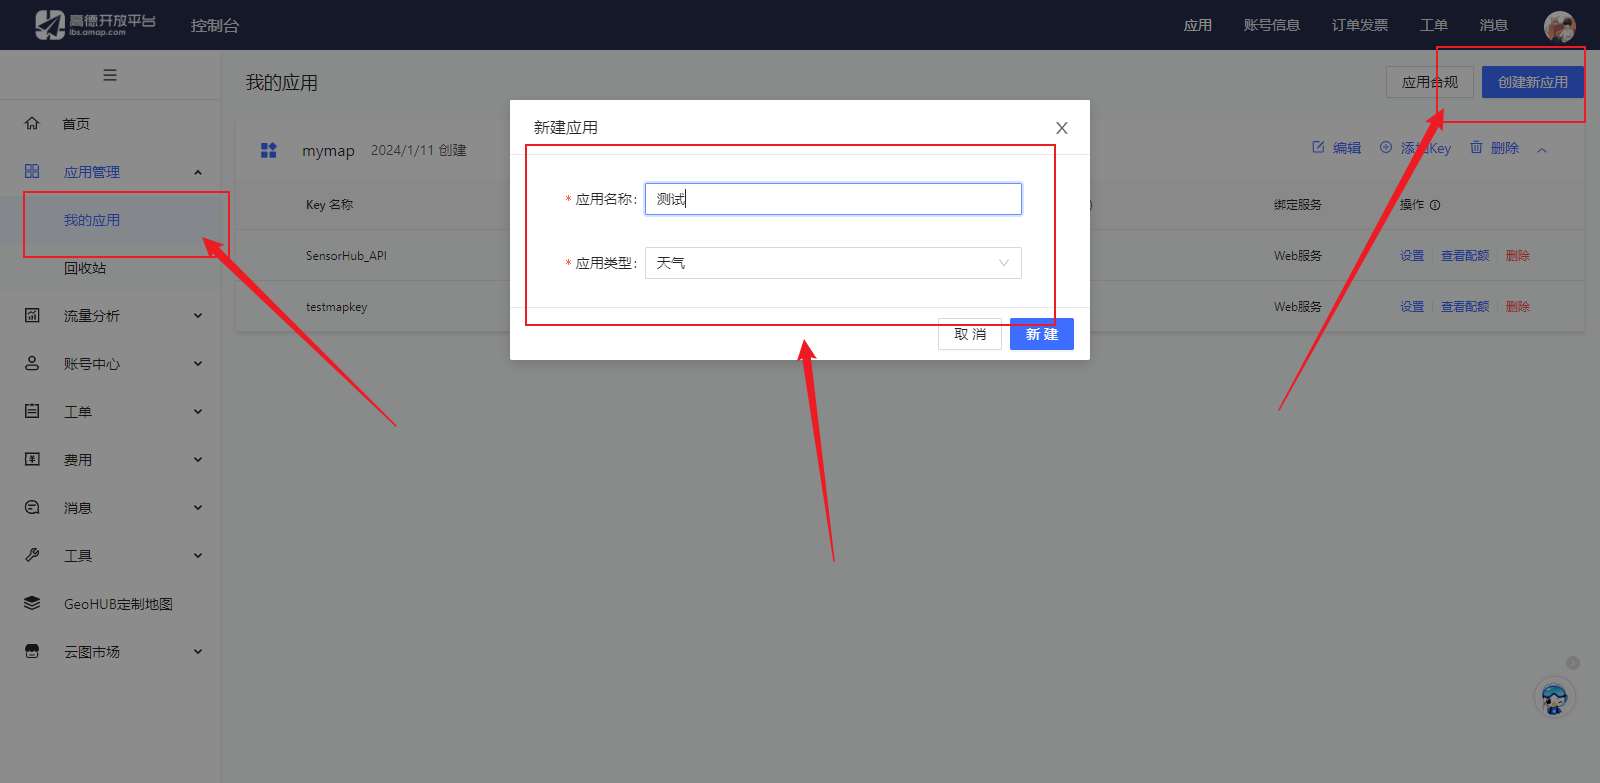 高德开放平台
lbs.amap.com
控制台
应用
账号信息
订单发票
工单
消息
首页
应用管理
我的应用
回收站
流量分析
账号中心
工单
费用
消息
工具
GeoHUB定制地图
云图市场
我的应用
应用合规
创建新应用
mymap 2024/1/11 创建
编辑
添加Key
删除
Key 名称
绑定服务
操作
SensorHub_API
Web服务
设置
查看配额
删除
testmapkey
Web服务
设置
查看配额
删除
新建应用
* 应用名称: 测试
* 应用类型: 天气
取 消
新 建